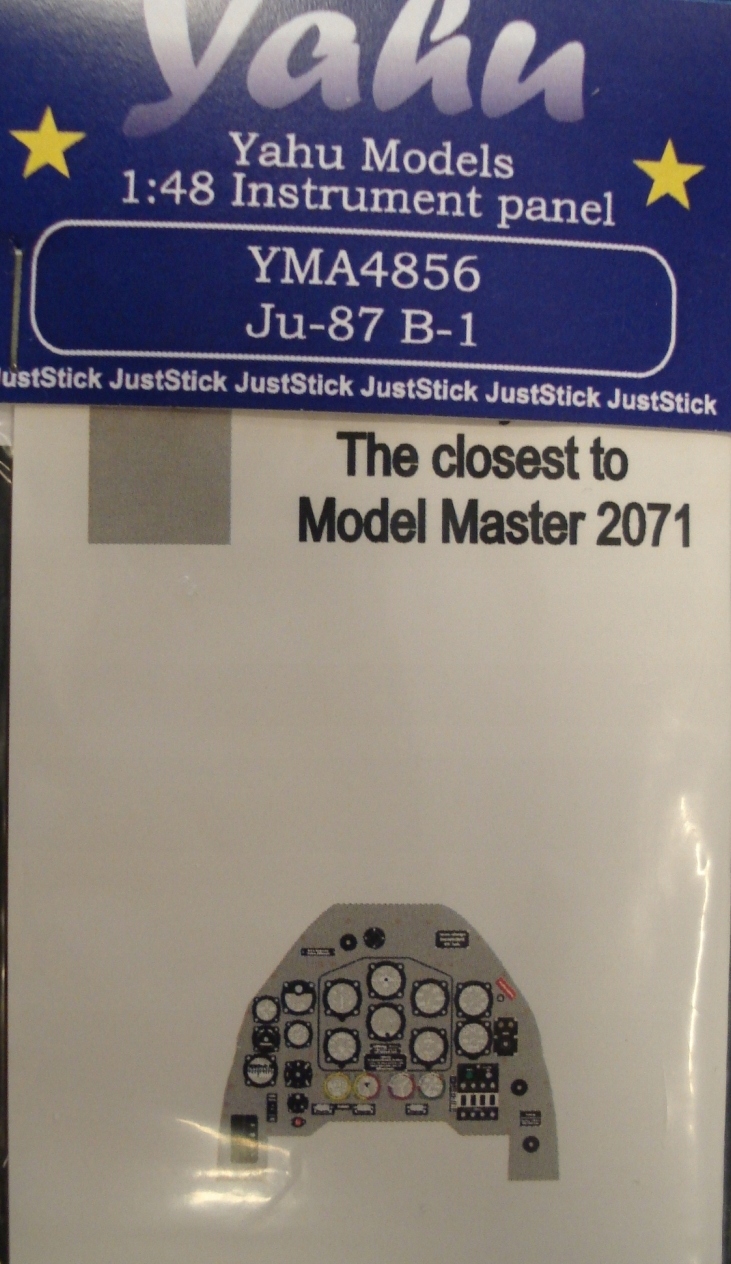 Yahu
Yahu Models
1:48 Instrument panel
YMA4856
Ju-87 B-1
JustStick JustStick JustStick JustStick JustStick JustStick
The closest to
Model Master 2071